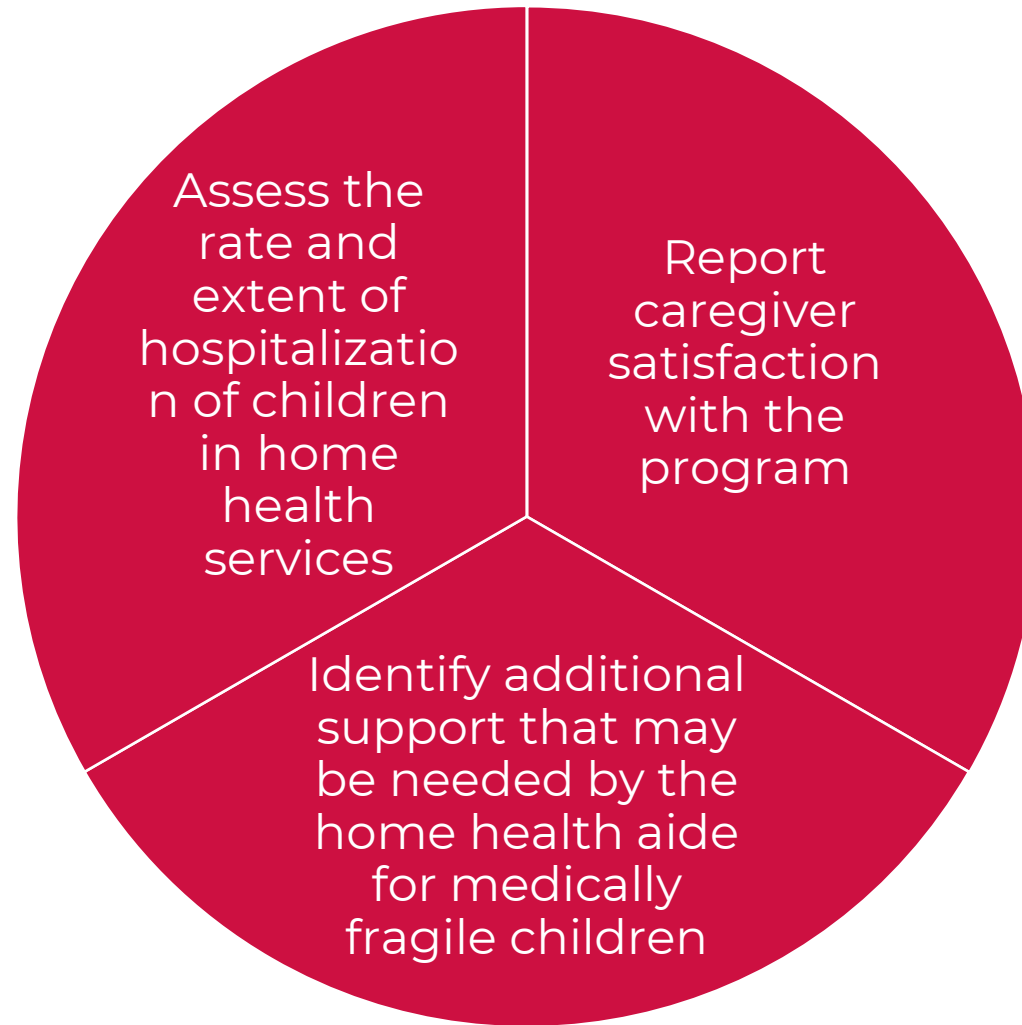 Assess the
rate and
extent of
hospitalizatio
n of children
in home
health
services
Report
caregiver
satisfaction
with the
program
Identify additional
support that may
be needed by the
home health aide
for medically
fragile children